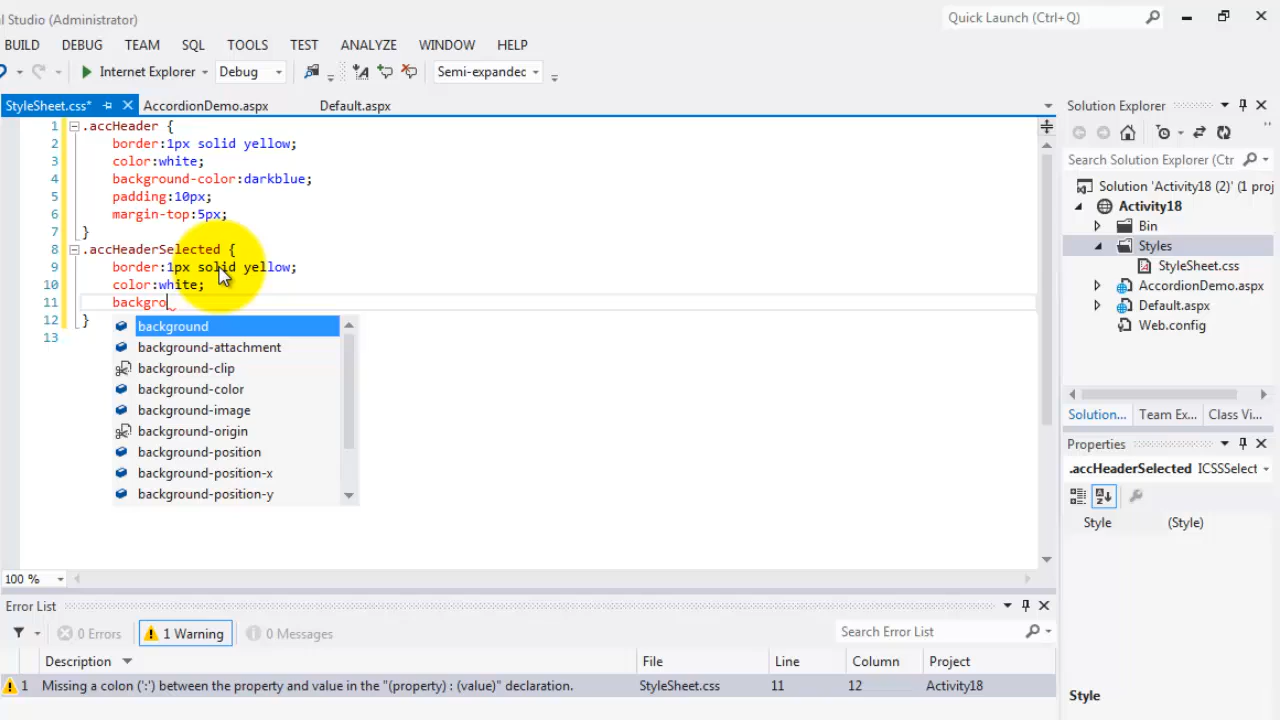 al Studio (Administrator)
Quick Launch (Ctrl+Q)
BUILD DEBUG TEAM SQL TOOLS TEST ANALYZE WINDOW HELP
Internet Explorer Debug Semi-expandec
StyleSheet.css* AccordionDemo.aspx Default.aspx
1 .accHeader {
2 border:1px solid yellow;
3 color:white;
4 background-color:darkblue;
5 padding:10px;
6 margin-top:5px;
7 }
8 .accHeaderSelected {
9 border:1px solid yellow;
10 color:white;
11 backgro
12 }
13
background
background-attachment
background-clip
background-color
background-image
background-origin
background-position
background-position-x
background-position-y
100 %
Solution Explorer
Search Solution Explorer (Ctr
Solution 'Activity18 (2)' (1 proj
Activity18
Bin
Styles
StyleSheet.css
AccordionDemo.aspx
Default.aspx
Web.config
Solution... Team Ex... Class Vi...
Properties
.accHeaderSelected ICSSSelect
Style (Style)
Style
Error List
0 Errors 1 Warning 0 Messages
Search Error List
Description File Line Column Project
1 Missing a colon (':') between the property and value in the "(property) : (value)" declaration. StyleSheet.css 11 12 Activity18